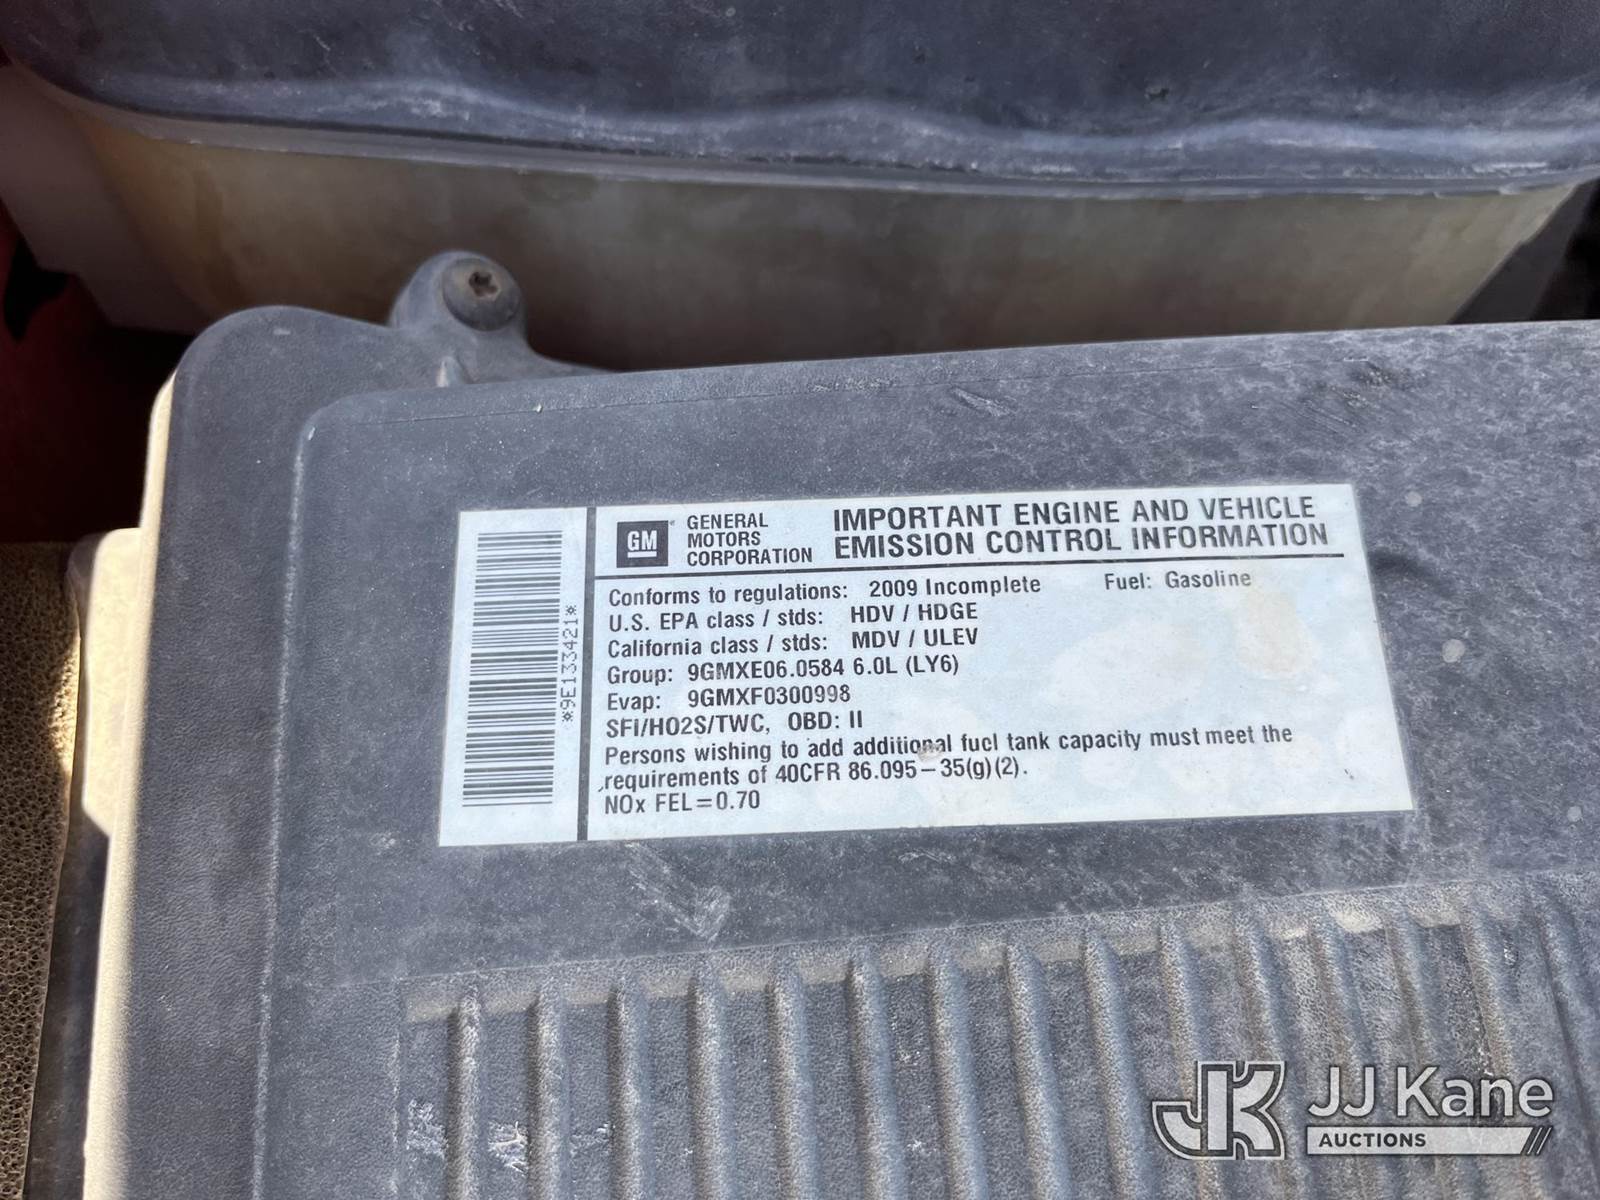 *9E133421*
GM
GENERAL
MOTORS
CORPORATION
IMPORTANT ENGINE AND VEHICLE
EMISSION CONTROL INFORMATION
Conforms to regulations: 2009 Incomplete Fuel: Gasoline
U.S. EPA class / stds: HDV / HDGE
California class / stds: MDV / ULEV
Group: 9GMXE06.0584 6.0L (LY6)
Evap: 9GMXF0300998
SFI/HO2S/TWC, OBD: II
Persons wishing to add additional fuel tank capacity must meet the
requirements of 40CFR 86.095-35(g)(2).
NOx FEL=0.70
JK JJ Kane
AUCTIONS